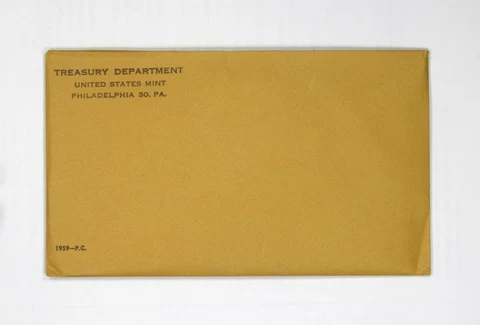 TREASURY DEPARTMENT
UNITED STATES MINT
PHILADELPHIA 30. PA.
1959—P.C.